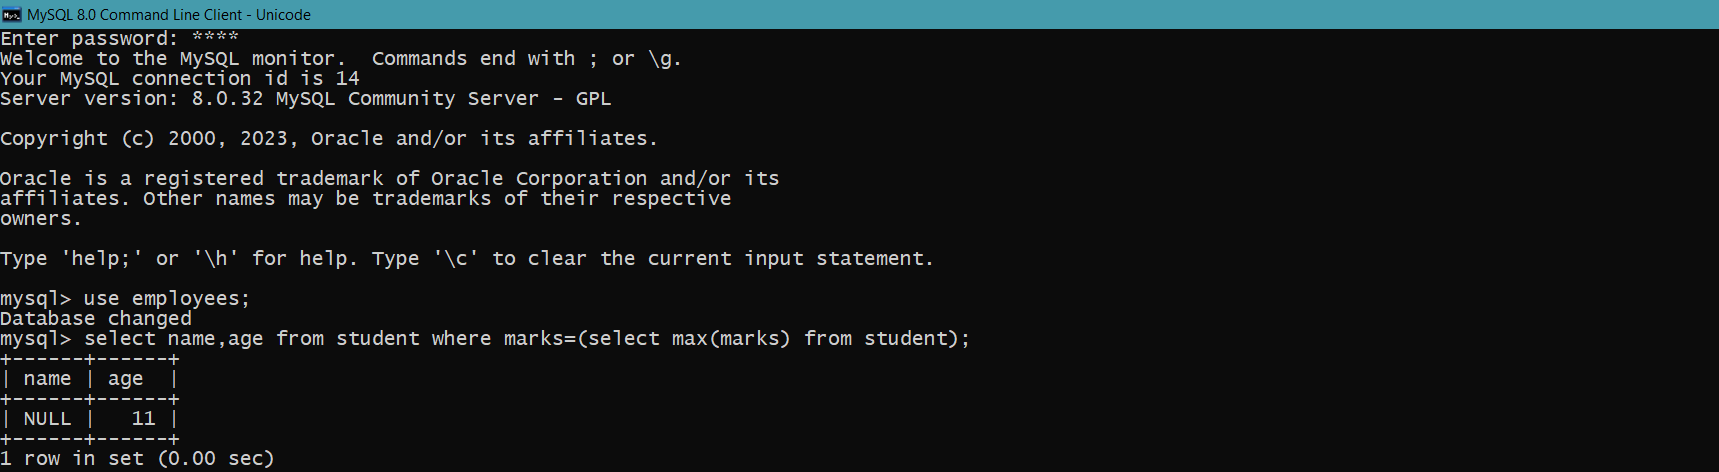 MySQL 8.0 Command Line Client - Unicode
Enter password: ****
Welcome to the MySQL monitor.  Commands end with ; or \g.
Your MySQL connection id is 14
Server version: 8.0.32 MySQL Community Server - GPL

Copyright (c) 2000, 2023, Oracle and/or its affiliates.

Oracle is a registered trademark of Oracle Corporation and/or its
affiliates. Other names may be trademarks of their respective
owners.

Type 'help;' or '\h' for help. Type '\c' to clear the current input statement.

mysql> use employees;
Database changed
mysql> select name,age from student where marks=(select max(marks) from student);
+------+------+
| name | age  |
+------+------+
| NULL |   11 |
+------+------+
1 row in set (0.00 sec)